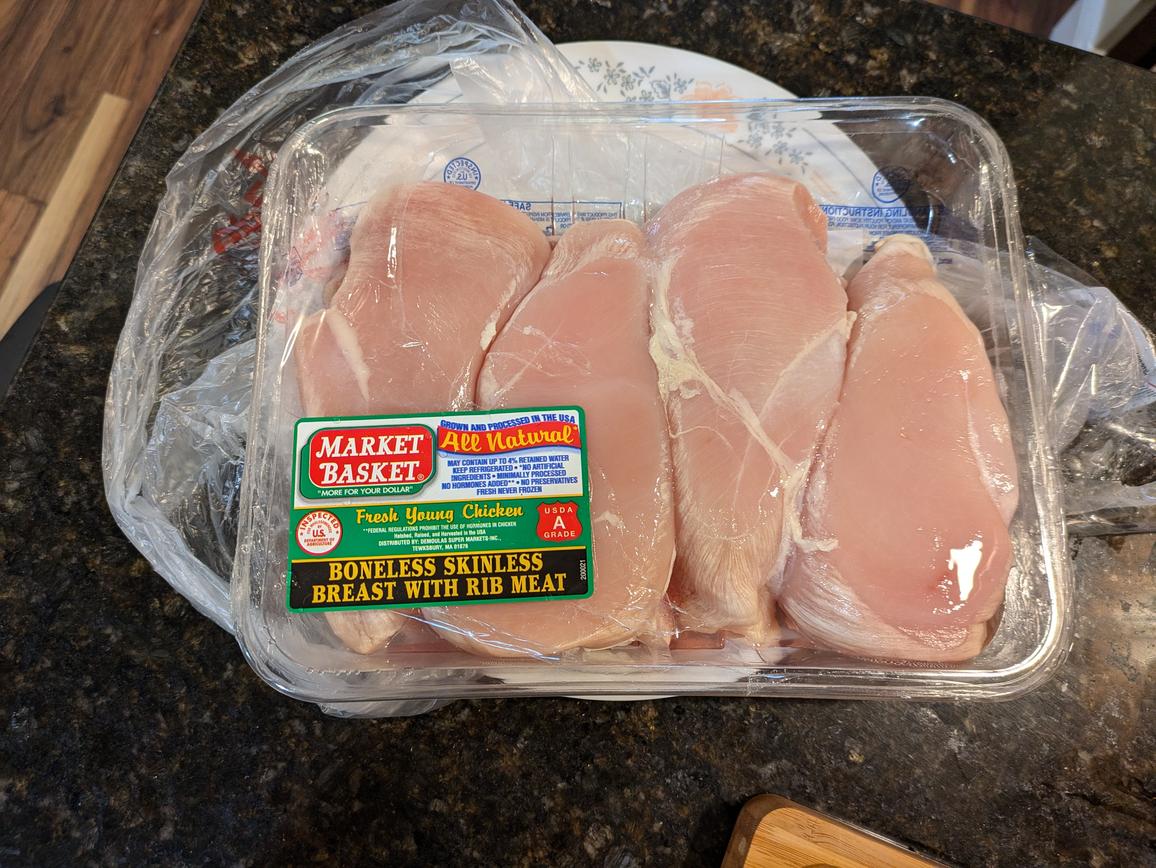 MARKET
BASKET®
"MORE FOR YOUR DOLLAR"
GROWN AND PROCESSED IN THE USA
All Natural*
MAY CONTAIN UP TO 4% RETAINED WATER
KEEP REFRIGERATED • *NO ARTIFICIAL
INGREDIENTS • MINIMALLY PROCESSED
NO HORMONES ADDED** • NO PRESERVATIVES
FRESH NEVER FROZEN
Fresh Young Chicken
**FEDERAL REGULATIONS PROHIBIT THE USE OF HORMONES IN CHICKEN
Hatched, Raised, and Harvested in the USA
DISTRIBUTED BY: DEMOULAS SUPER MARKETS-INC.,
TEWKSBURY, MA 01876
INSPECTED
U.S.
DEPARTMENT OF
AGRICULTURE
USDA
A
GRADE
BONELESS SKINLESS
BREAST WITH RIB MEAT
200021
INSPECTED
U.S.